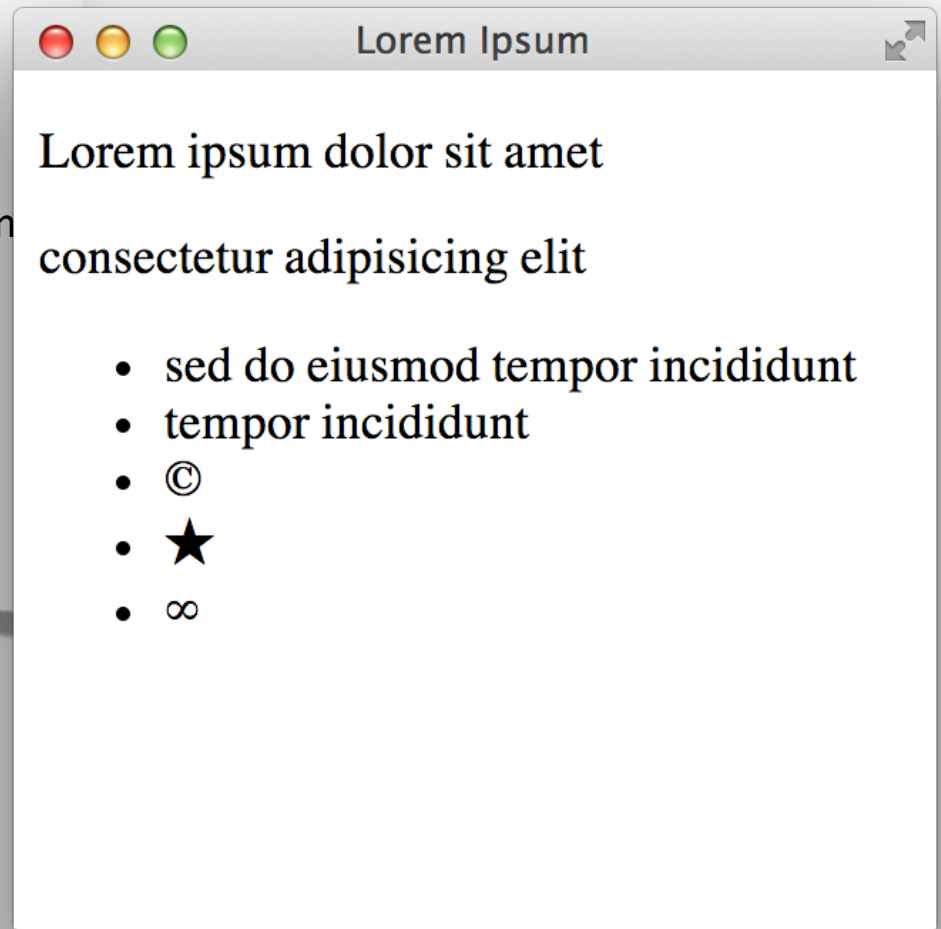 Lorem Ipsum
Lorem ipsum dolor sit amet
n
consectetur adipisicing elit
• sed do eiusmod tempor incididunt
• tempor incididunt
• ©
• ★
• ∞